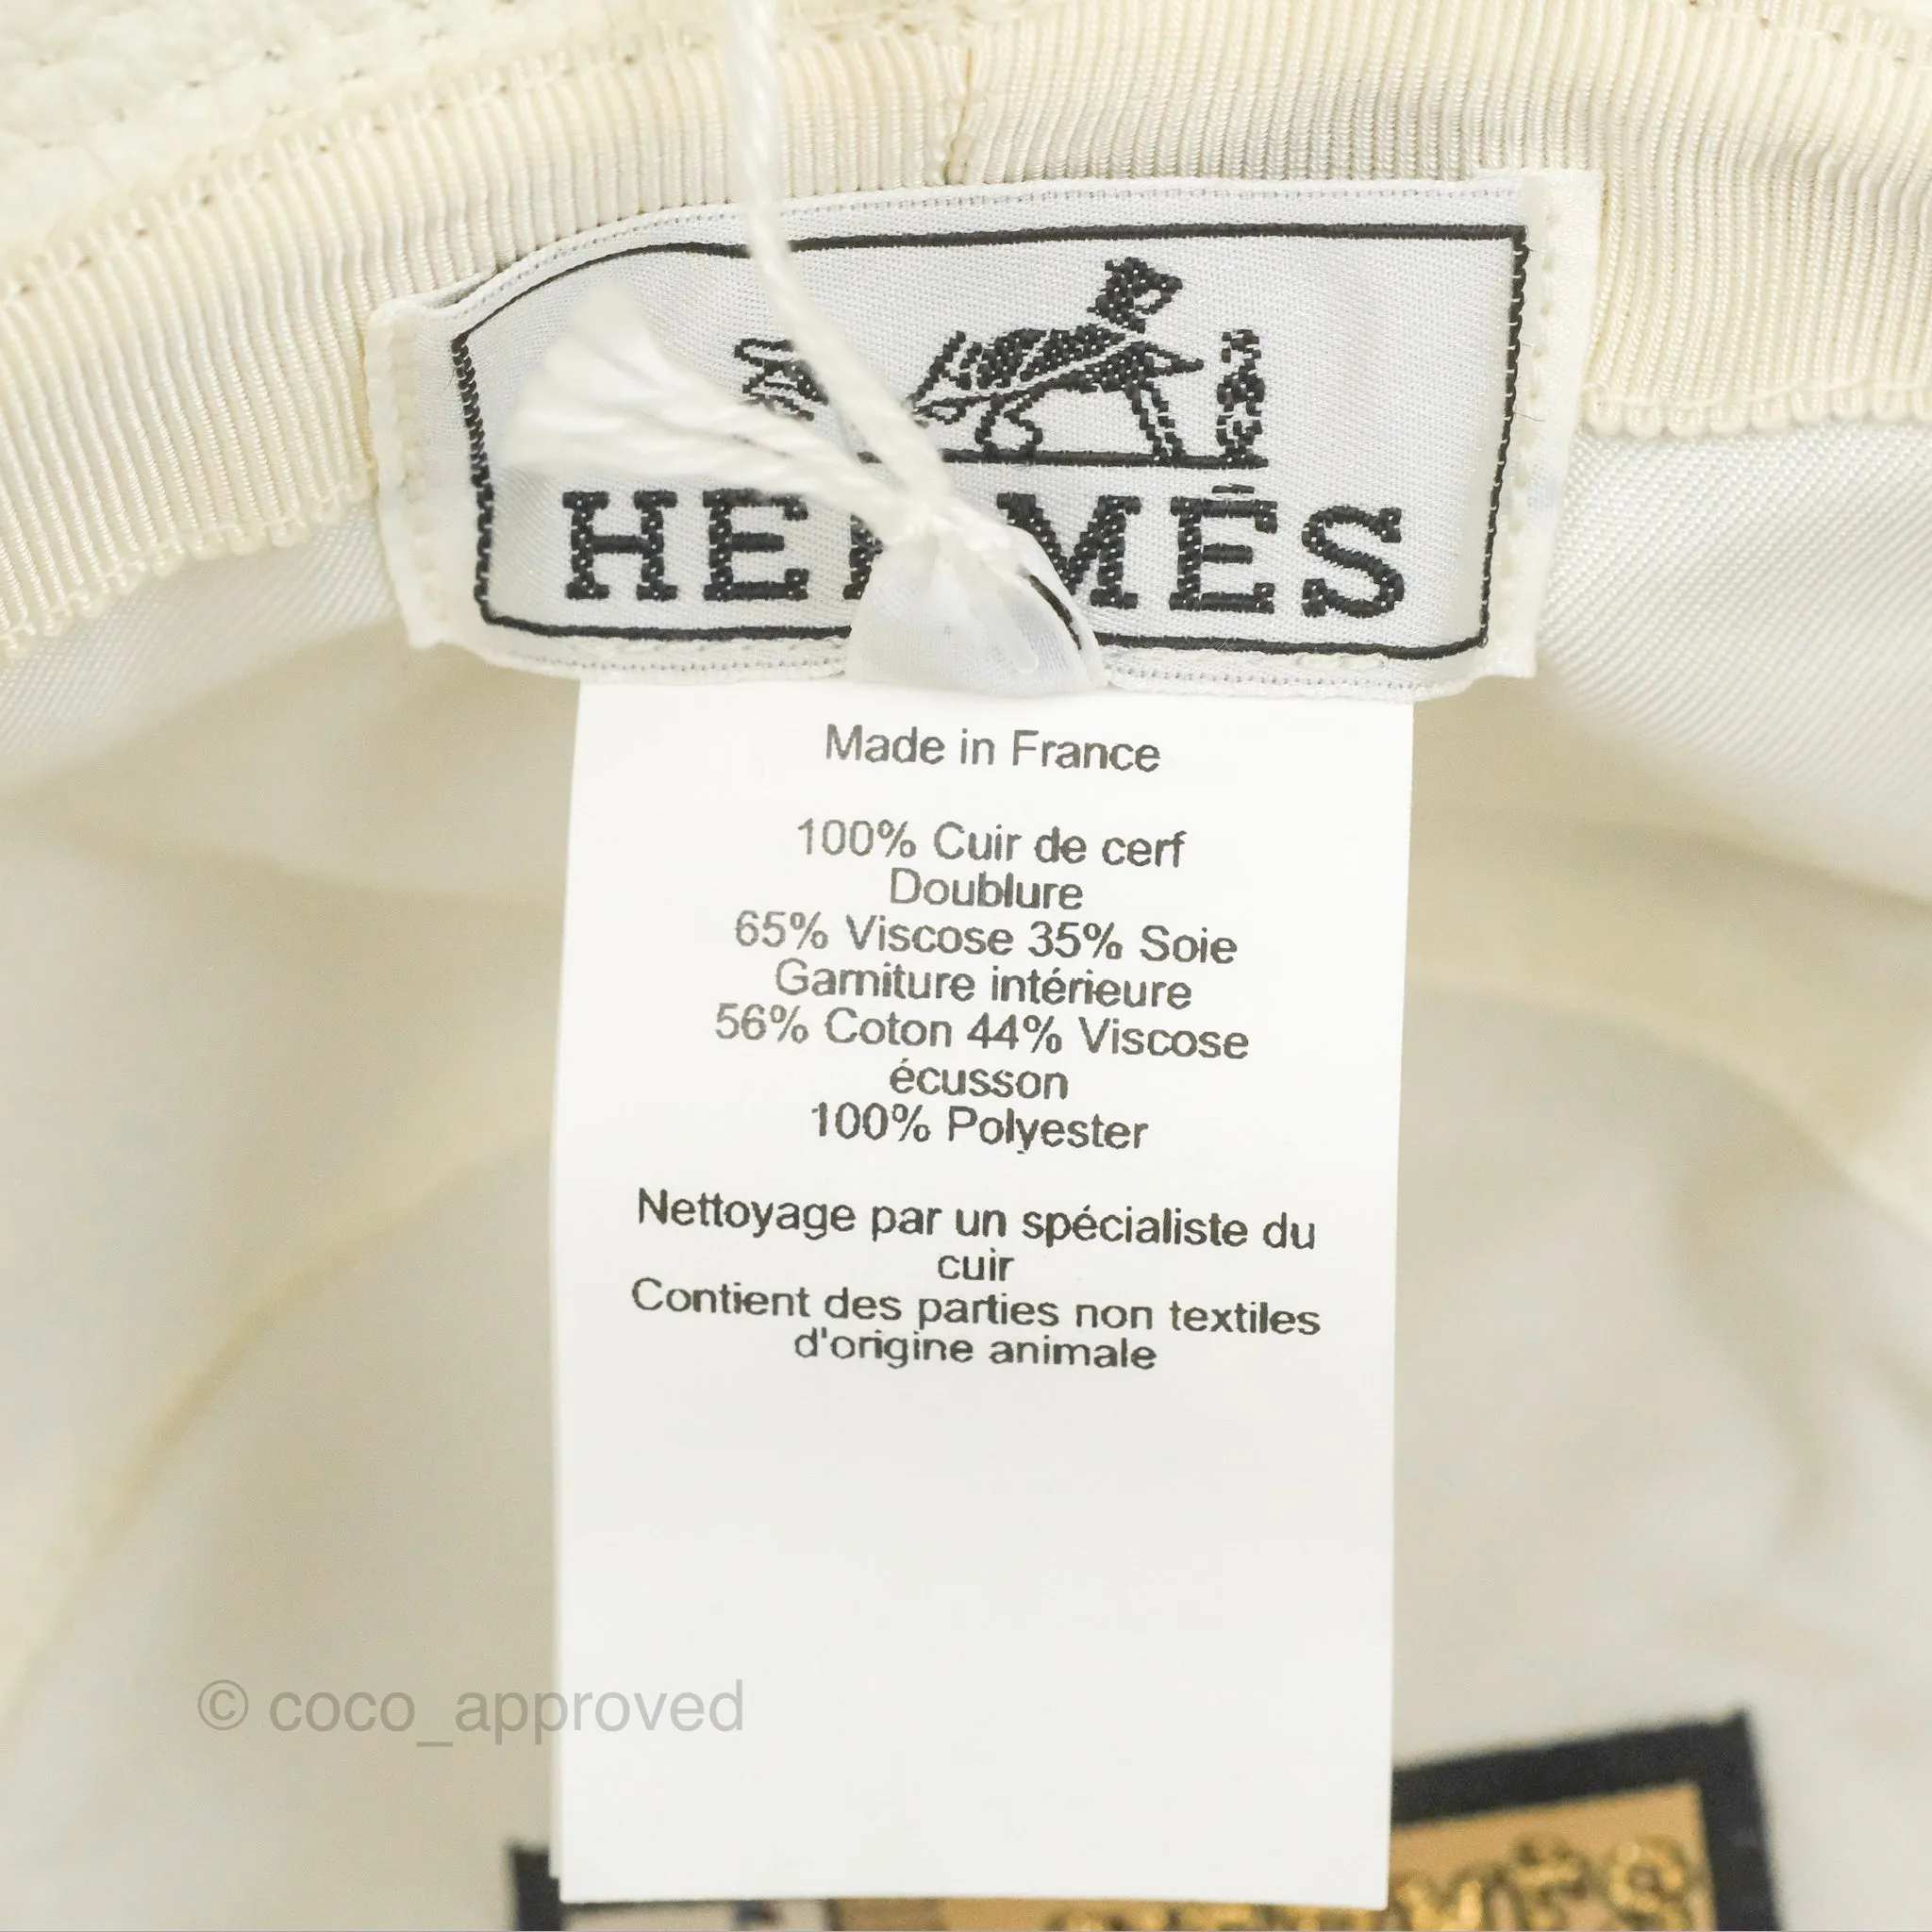 HERMÈS
Made in France
100% Cuir de cerf
Doublure
65% Viscose 35% Soie
Garniture intérieure
56% Coton 44% Viscose
écusson
100% Polyester
Nettoyage par un spécialiste du
cuir
Contient des parties non textiles
d'origine animale
© coco_approved